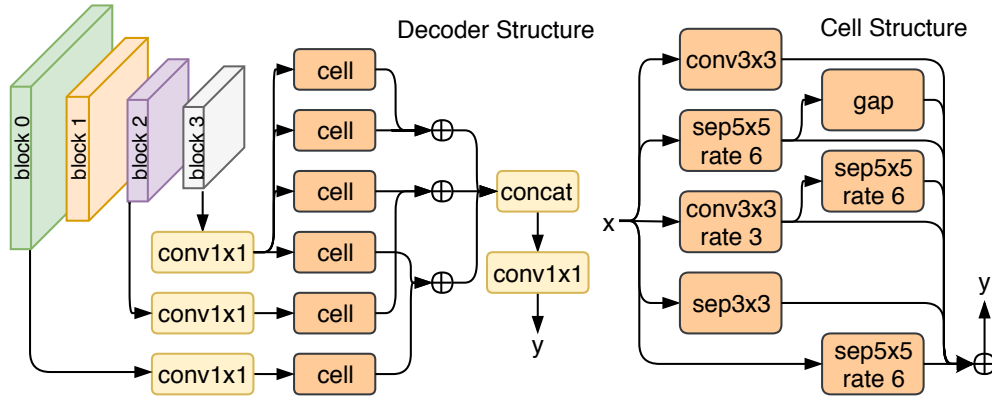 Decoder Structure
block 0
block 1
block 2
block 3
cell
cell
cell
cell
cell
cell
conv1x1
conv1x1
conv1x1
concat
conv1x1
y
Cell Structure
x
conv3x3
gap
sep5x5
rate 6
sep5x5
rate 6
conv3x3
rate 3
sep3x3
sep5x5
rate 6
y